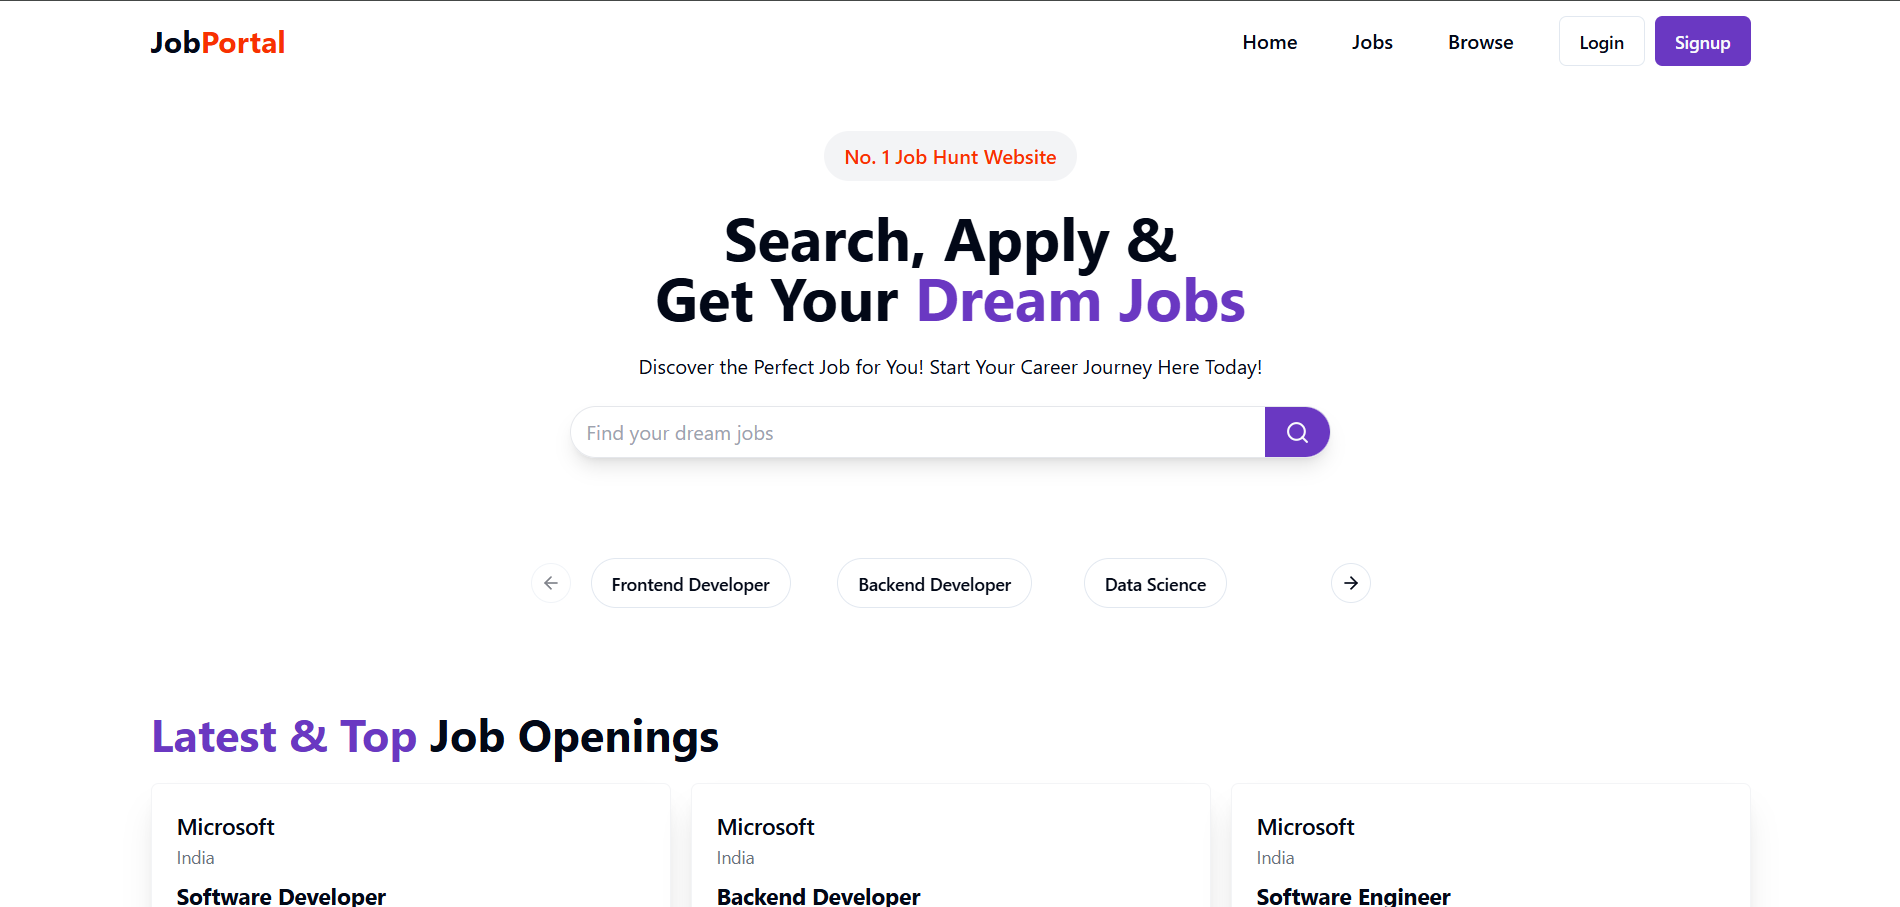 JobPortal
Home
Jobs
Browse
Login
Signup
No. 1 Job Hunt Website
Search, Apply &
Get Your Dream Jobs
Discover the Perfect Job for You! Start Your Career Journey Here Today!
Find your dream jobs
Frontend Developer
Backend Developer
Data Science
Latest & Top Job Openings
Microsoft
India
Software Developer
Microsoft
India
Backend Developer
Microsoft
India
Software Engineer